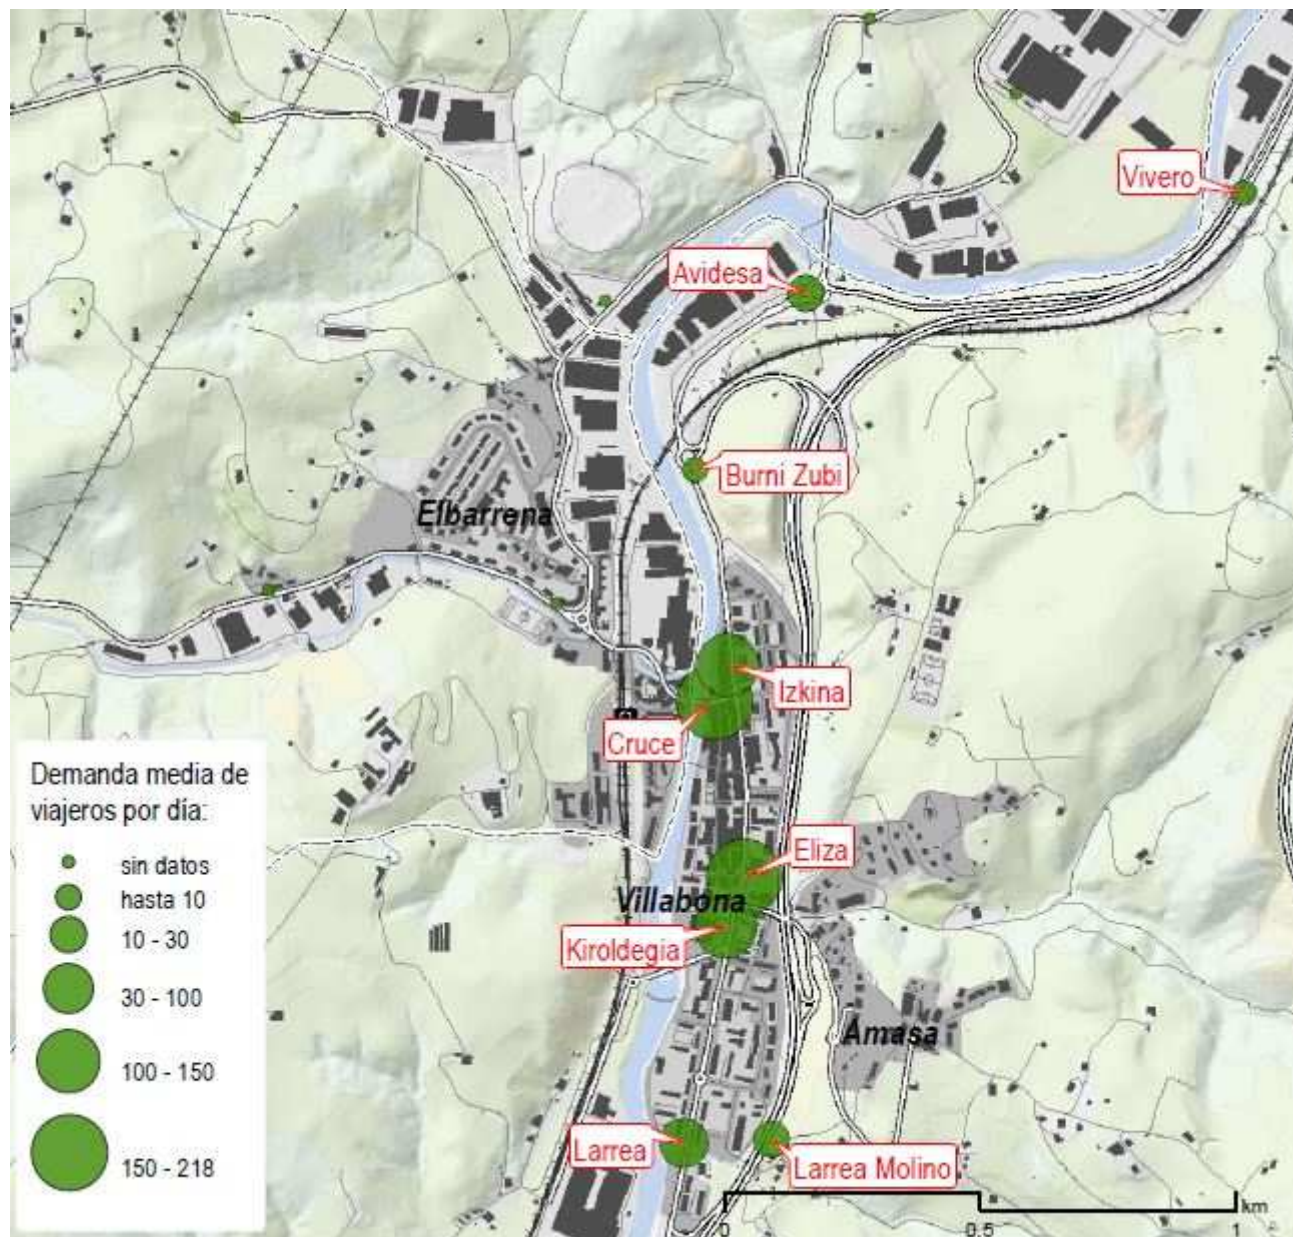 Vivero
Avidesa
Burni Zubi
Elbarrena
Izkina
Cruce
Demanda media de
viajeros por día:
sin datos
hasta 10
10 - 30
30 - 100
100 - 150
150 - 218
Eliza
Villabona
Kiroldegia
Amasa
Larrea
Larrea Molino
km
0
0.5
1